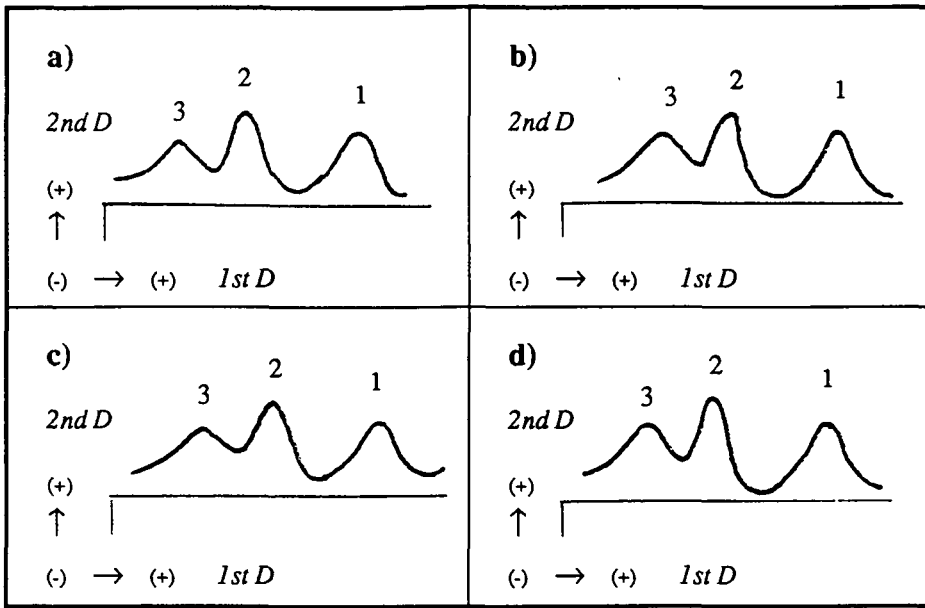 a)
2
1
3
2nd D
(+)
↑
(-) → (+) 1st D
b)
2
1
3
2nd D
(+)
↑
(-) → (+) 1st D
c)
2
1
3
2nd D
(+)
↑
(-) → (+) 1st D
d)
2
1
3
2nd D
(+)
↑
(-) → (+) 1st D